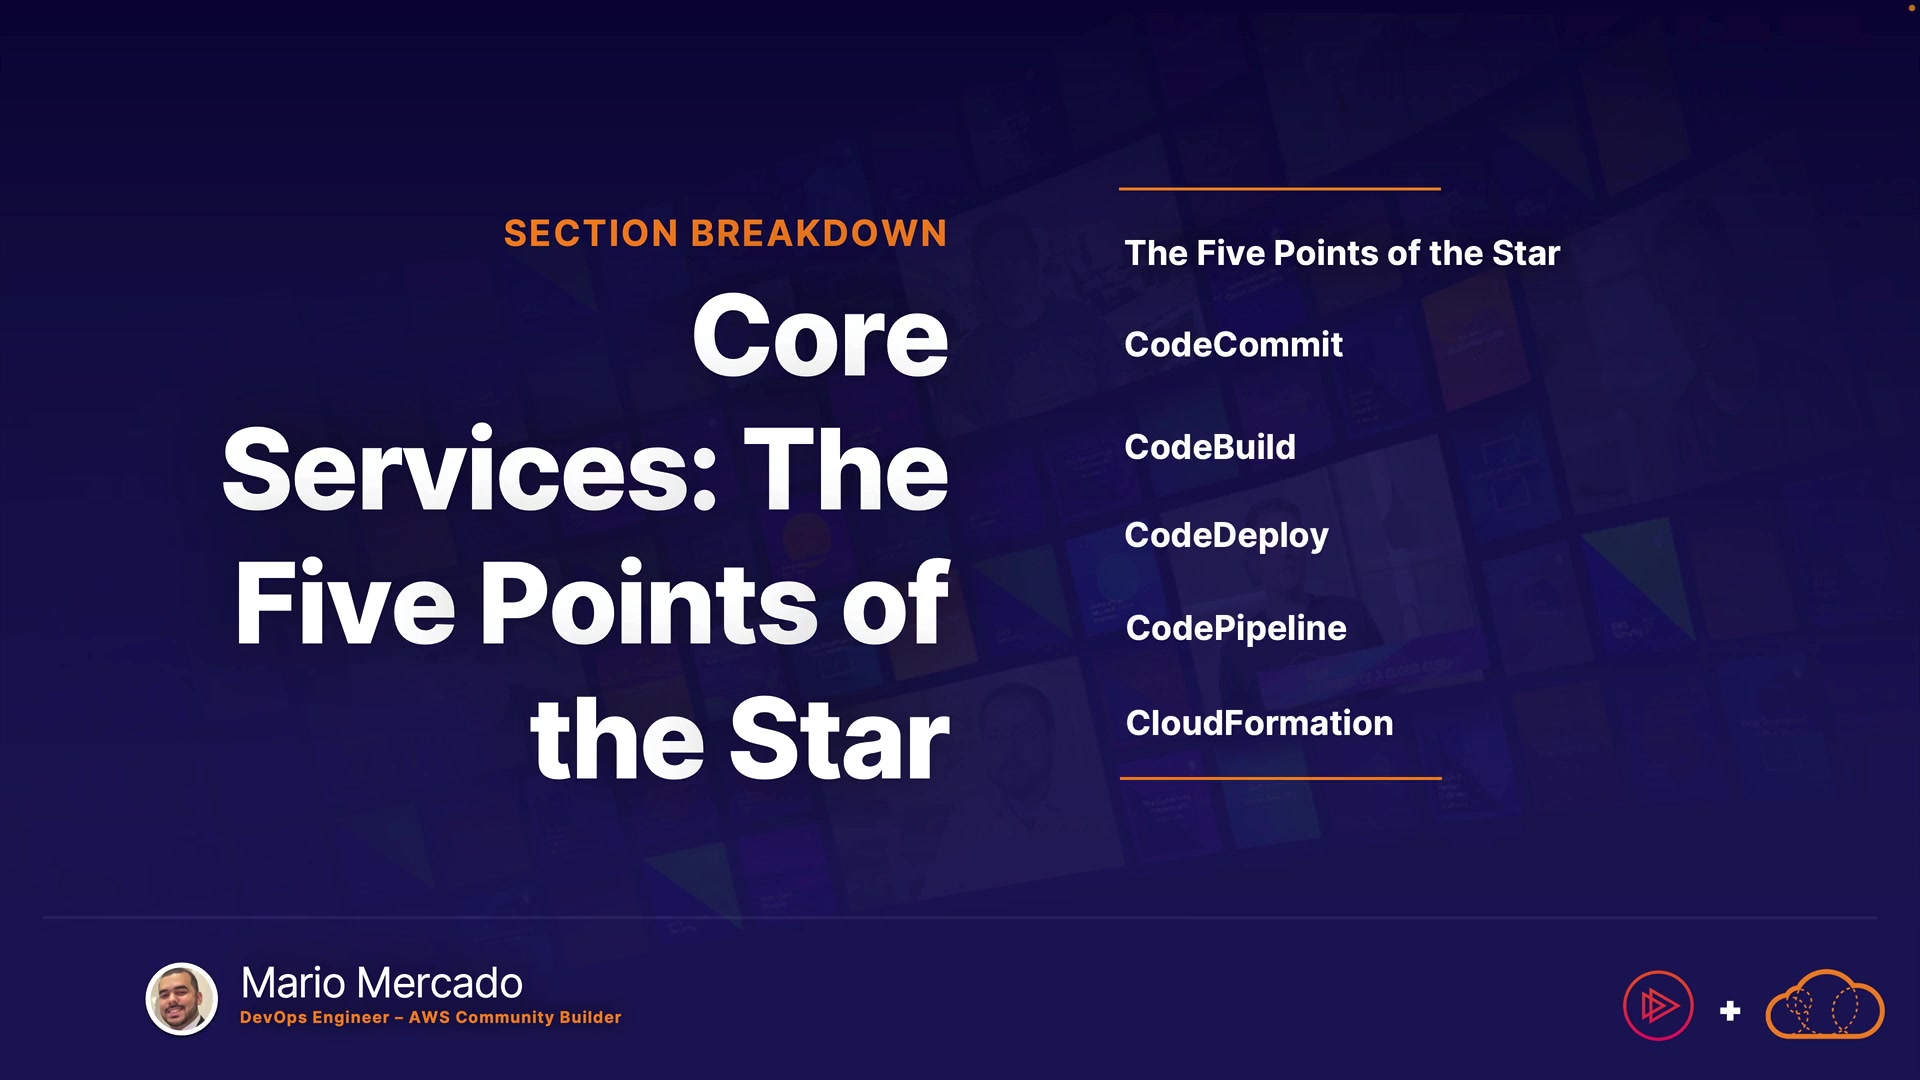 SECTION BREAKDOWN
Core
Services: The
Five Points of
the Star
The Five Points of the Star
CodeCommit
CodeBuild
CodeDeploy
CodePipeline
CloudFormation
Mario Mercado
DevOps Engineer – AWS Community Builder